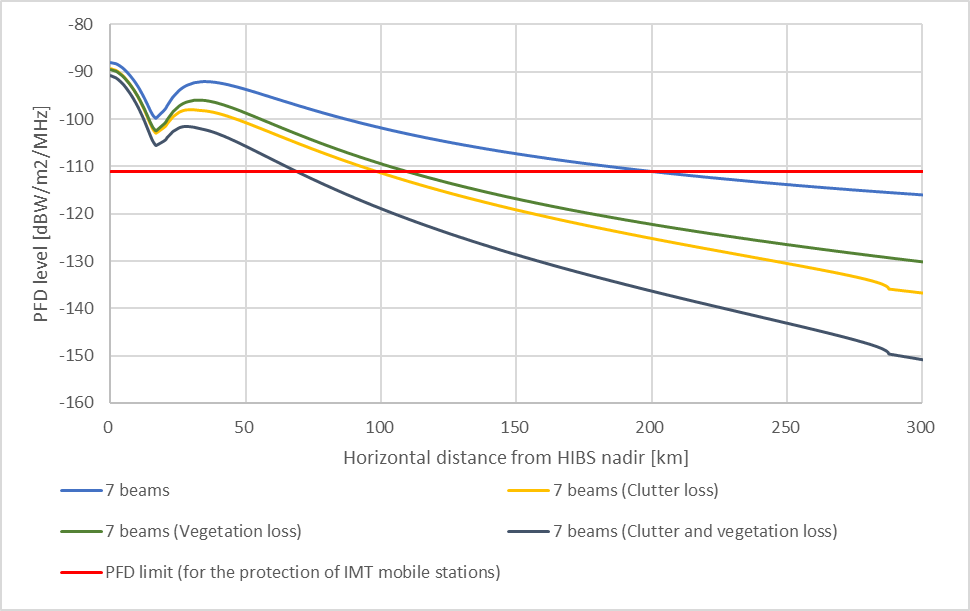 -80
-90
-100
-110
-120
-130
-140
-150
-160
PFD level [dBW/m2/MHz]
0 50 100 150 200 250 300
Horizontal distance from HIBS nadir [km]
7 beams 7 beams (Clutter loss)
7 beams (Vegetation loss) 7 beams (Clutter and vegetation loss)
PFD limit (for the protection of IMT mobile stations)